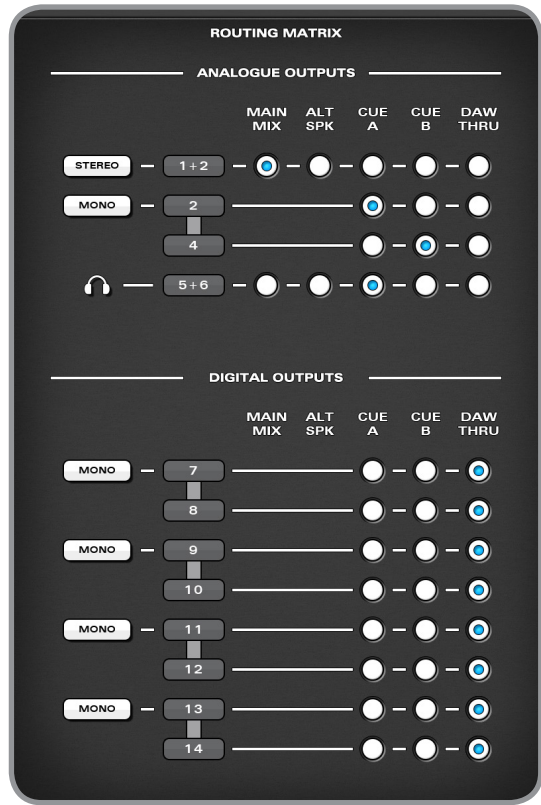 ROUTING MATRIX
ANALOGUE OUTPUTS
MAIN MIX ALT SPK CUE A CUE B DAW THRU
STEREO 1+2
MONO 2
4
5+6
DIGITAL OUTPUTS
MAIN MIX ALT SPK CUE A CUE B DAW THRU
MONO 7
8
MONO 9
10
MONO 11
12
MONO 13
14